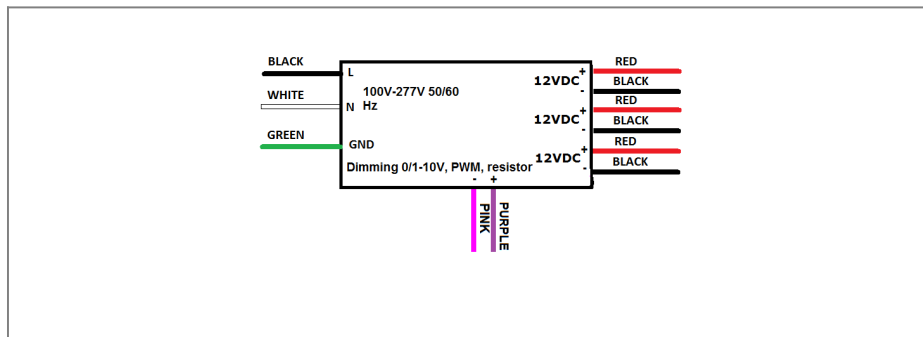 BLACK
L
WHITE
N
GREEN
GND
100V-277V 50/60
Hz
Dimming 0/1-10V, PWM, resistor
- +
PINK
PURPLE
12VDC
+
-
RED
BLACK
12VDC
+
-
RED
BLACK
12VDC
+
-
RED
BLACK